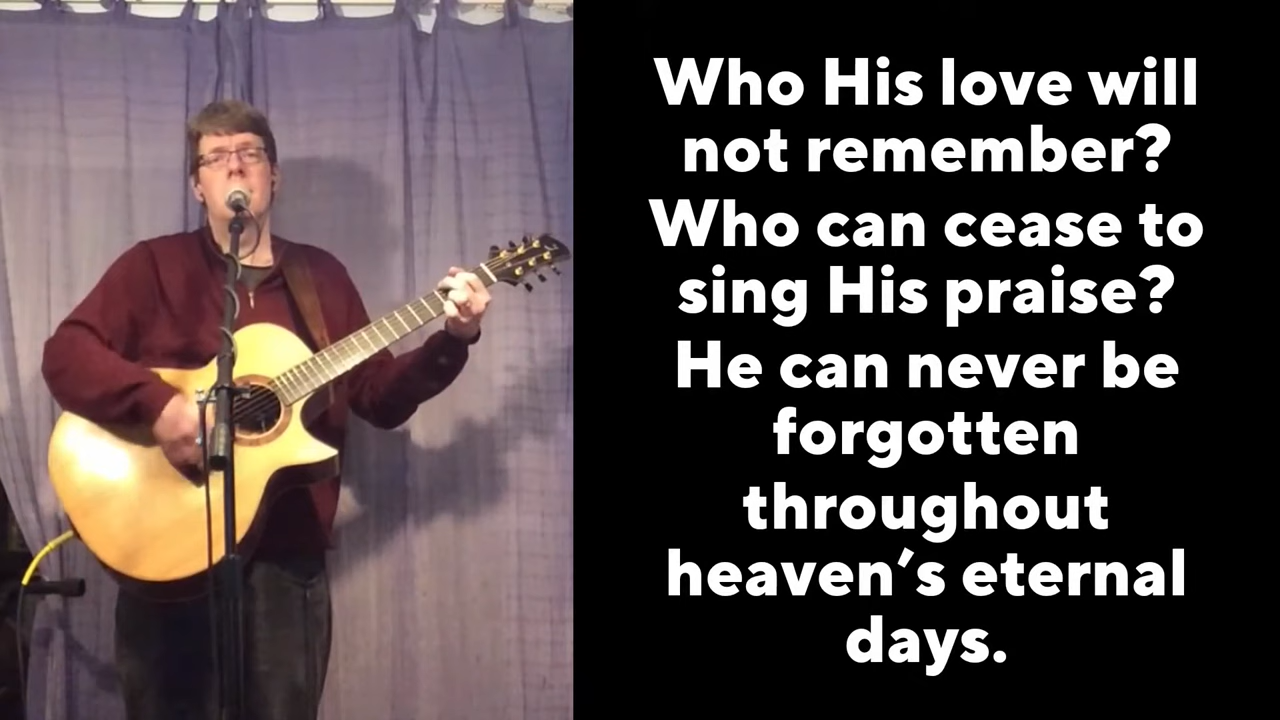 Who His love will
not remember?
Who can cease to
sing His praise?
He can never be
forgotten
throughout
heaven’s eternal
days.